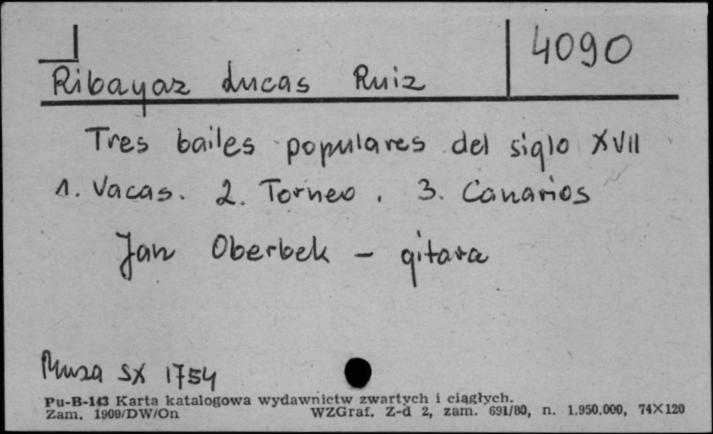 4090
Ribayaz Lucas Ruiz
Tres bailes populares del siglo XVII
1. Vacas. 2. Torneo. 3. Canarios
Jan Oberbek - gitara
Muza SX 1754
Pu-B-143 Karta katalogowa wydawnictw zwartych i ciągłych.
Zam. 1909/DW/On WZGraf. Z-d 2, zam. 691/80, n. 1.950.000, 74×120